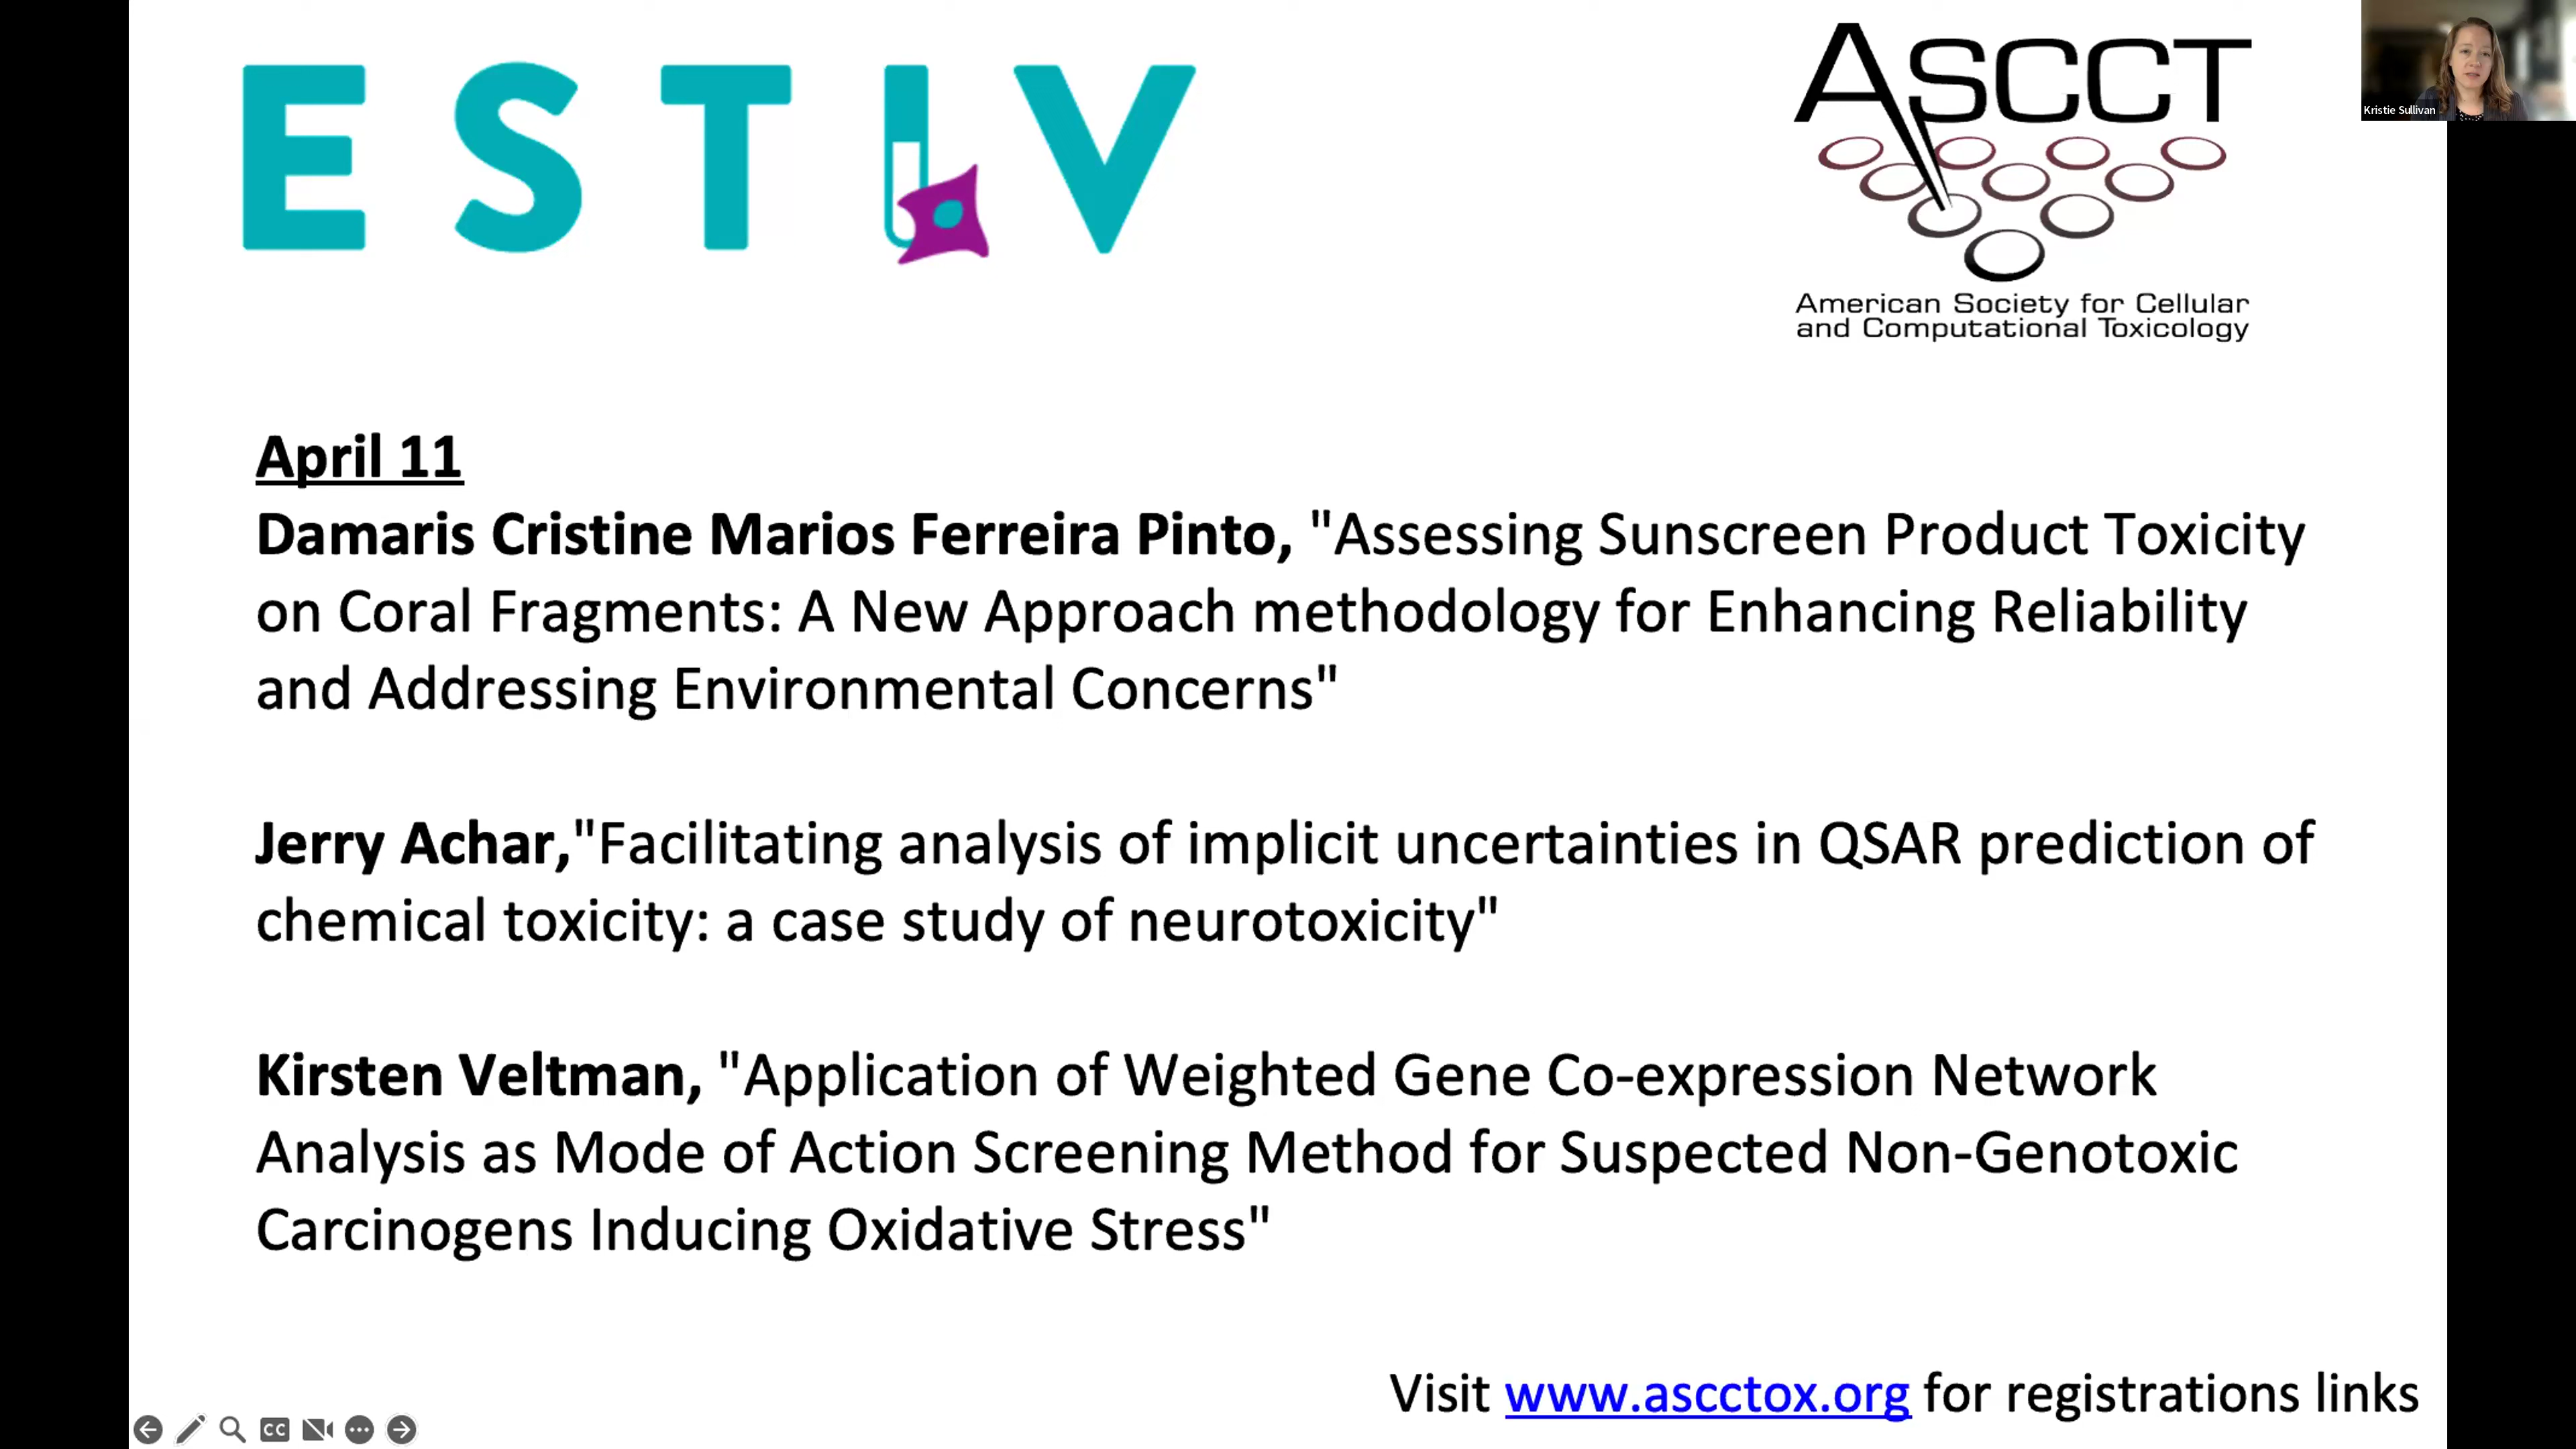 ESTIV
ASCCT
Kristie Sullivan
American Society for Cellular
and Computational Toxicology
April 11
Damaris Cristine Marios Ferreira Pinto, "Assessing Sunscreen Product Toxicity
on Coral Fragments: A New Approach methodology for Enhancing Reliability
and Addressing Environmental Concerns"
Jerry Achar,"Facilitating analysis of implicit uncertainties in QSAR prediction of
chemical toxicity: a case study of neurotoxicity"
Kirsten Veltman, "Application of Weighted Gene Co-expression Network
Analysis as Mode of Action Screening Method for Suspected Non-Genotoxic
Carcinogens Inducing Oxidative Stress"
Visit www.ascctox.org for registrations links
CC